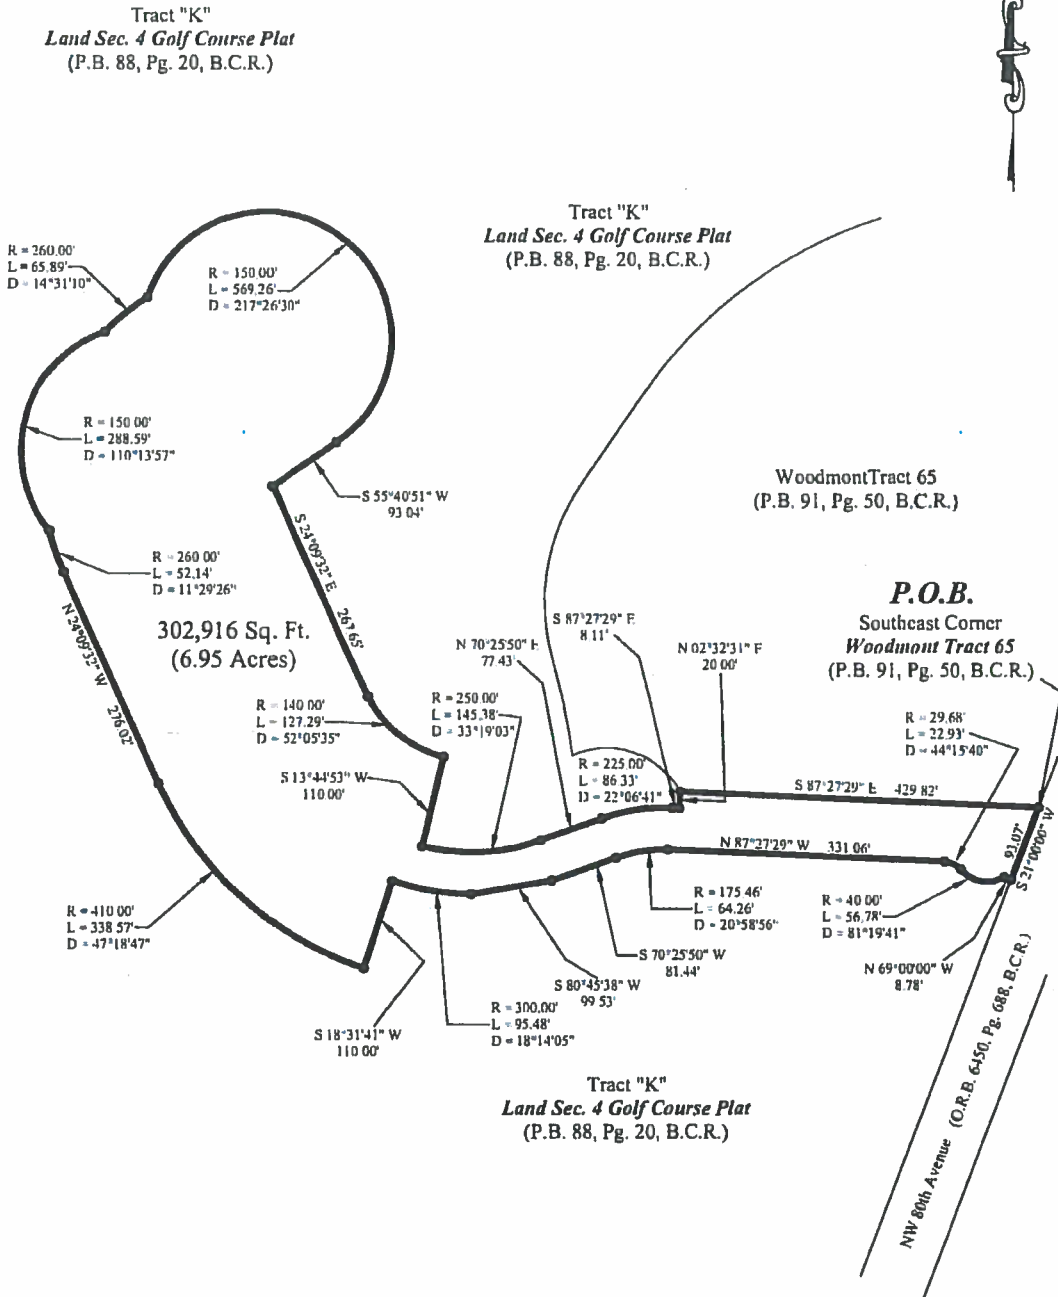 Tract "K"
Land Sec. 4 Golf Course Plat
(P.B. 88, Pg. 20, B.C.R.)
Tract "K"
Land Sec. 4 Golf Course Plat
(P.B. 88, Pg. 20, B.C.R.)
R = 260.00'
L = 65.89'
D = 14°31'10"
R = 150.00'
L = 569.26'
D = 217°26'30"
R = 150.00'
L = 288.59'
D = 110°13'57"
S 55°40'51" W
93.04'
WoodmontTract 65
(P.B. 91, Pg. 50, B.C.R.)
S 24°09'32" E 267.65'
R = 260.00'
L = 52.14'
D = 11°29'26"
P.O.B.
Southeast Corner
Woodmont Tract 65
(P.B. 91, Pg. 50, B.C.R.)
N 24°09'32" W 276.02'
302,916 Sq. Ft.
(6.95 Acres)
S 87°27'29" E
8.11'
N 70°25'50" E
77.43'
N 02°32'31" E
20.00'
R = 140.00'
L = 127.29'
D = 52°05'35"
R = 250.00'
L = 145.38'
D = 33°19'03"
R = 29.68'
L = 22.93'
D = 44°15'40"
S 13°44'53" W
110.00'
R = 225.00'
L = 86.33'
D = 22°06'41"
S 87°27'29" E 429.82'
93.07'
S 21°00'00" W
N 87°27'29" W 331.06'
R = 410.00'
L = 338.57'
D = 47°18'47"
R = 175.46'
L = 64.26'
D = 20°58'56"
R = 40.00'
L = 56.78'
D = 81°19'41"
S 70°25'50" W
81.44'
N 69°00'00" W
8.78'
S 80°45'38" W
99.53'
R = 300.00'
L = 95.48'
D = 18°14'05"
S 18°31'41" W
110.00'
Tract "K"
Land Sec. 4 Golf Course Plat
(P.B. 88, Pg. 20, B.C.R.)
NW 80th Avenue (O.R.B. 6450, Pg. 688, B.C.R.)